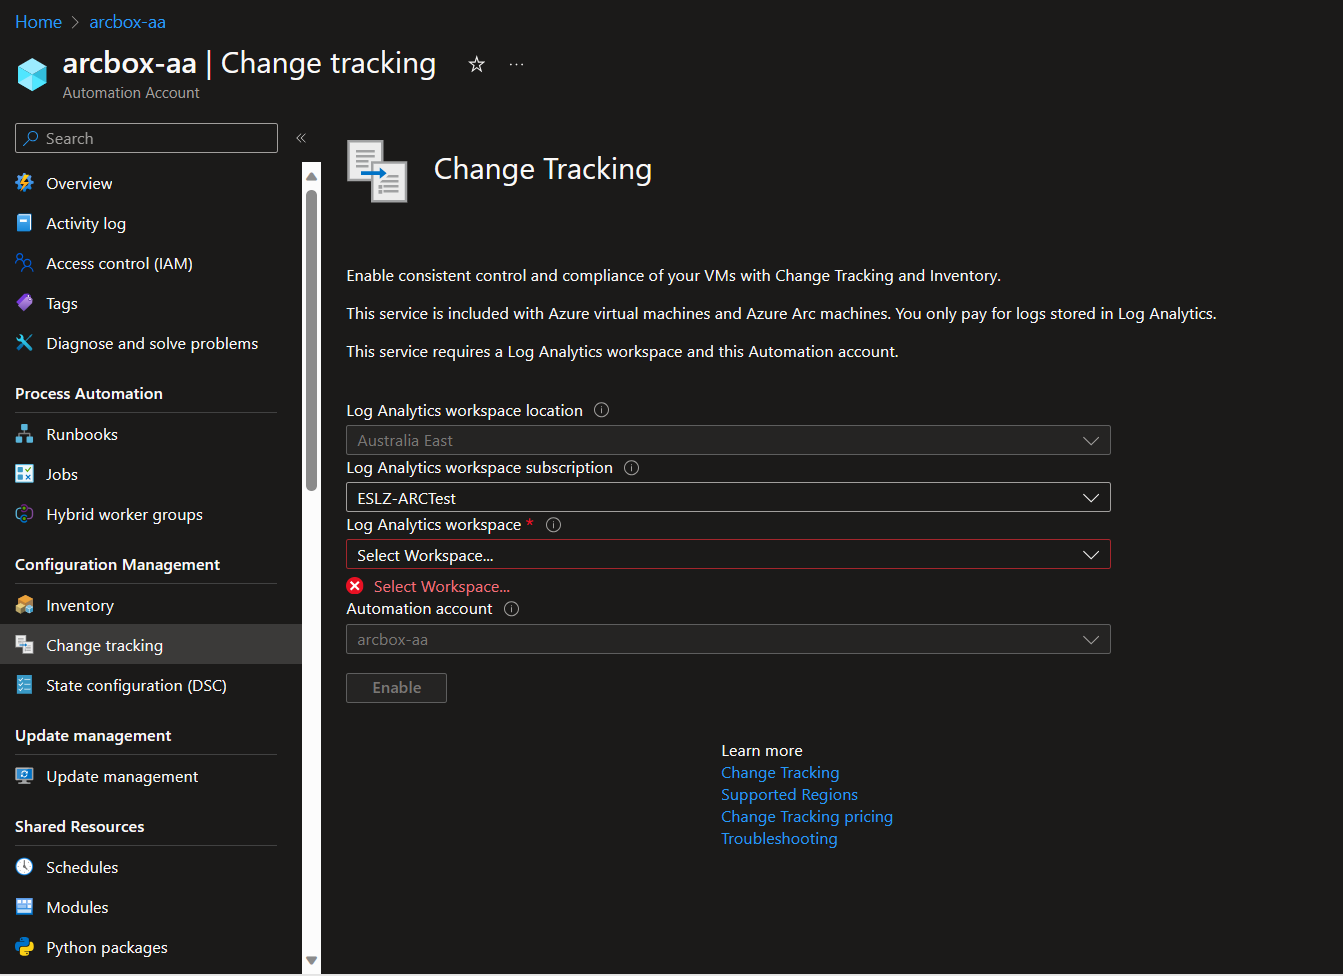 Home > arcbox-aa
arcbox-aa | Change tracking
Automation Account
Search
Overview
Activity log
Access control (IAM)
Tags
Diagnose and solve problems
Process Automation
Runbooks
Jobs
Hybrid worker groups
Configuration Management
Inventory
Change tracking
State configuration (DSC)
Update management
Update management
Shared Resources
Schedules
Modules
Python packages
Change Tracking
Enable consistent control and compliance of your VMs with Change Tracking and Inventory.
This service is included with Azure virtual machines and Azure Arc machines. You only pay for logs stored in Log Analytics.
This service requires a Log Analytics workspace and this Automation account.
Log Analytics workspace location
Australia East
Log Analytics workspace subscription
ESLZ-ARCTest
Log Analytics workspace *
Select Workspace...
Select Workspace...
Automation account
arcbox-aa
Enable
Learn more
Change Tracking
Supported Regions
Change Tracking pricing
Troubleshooting